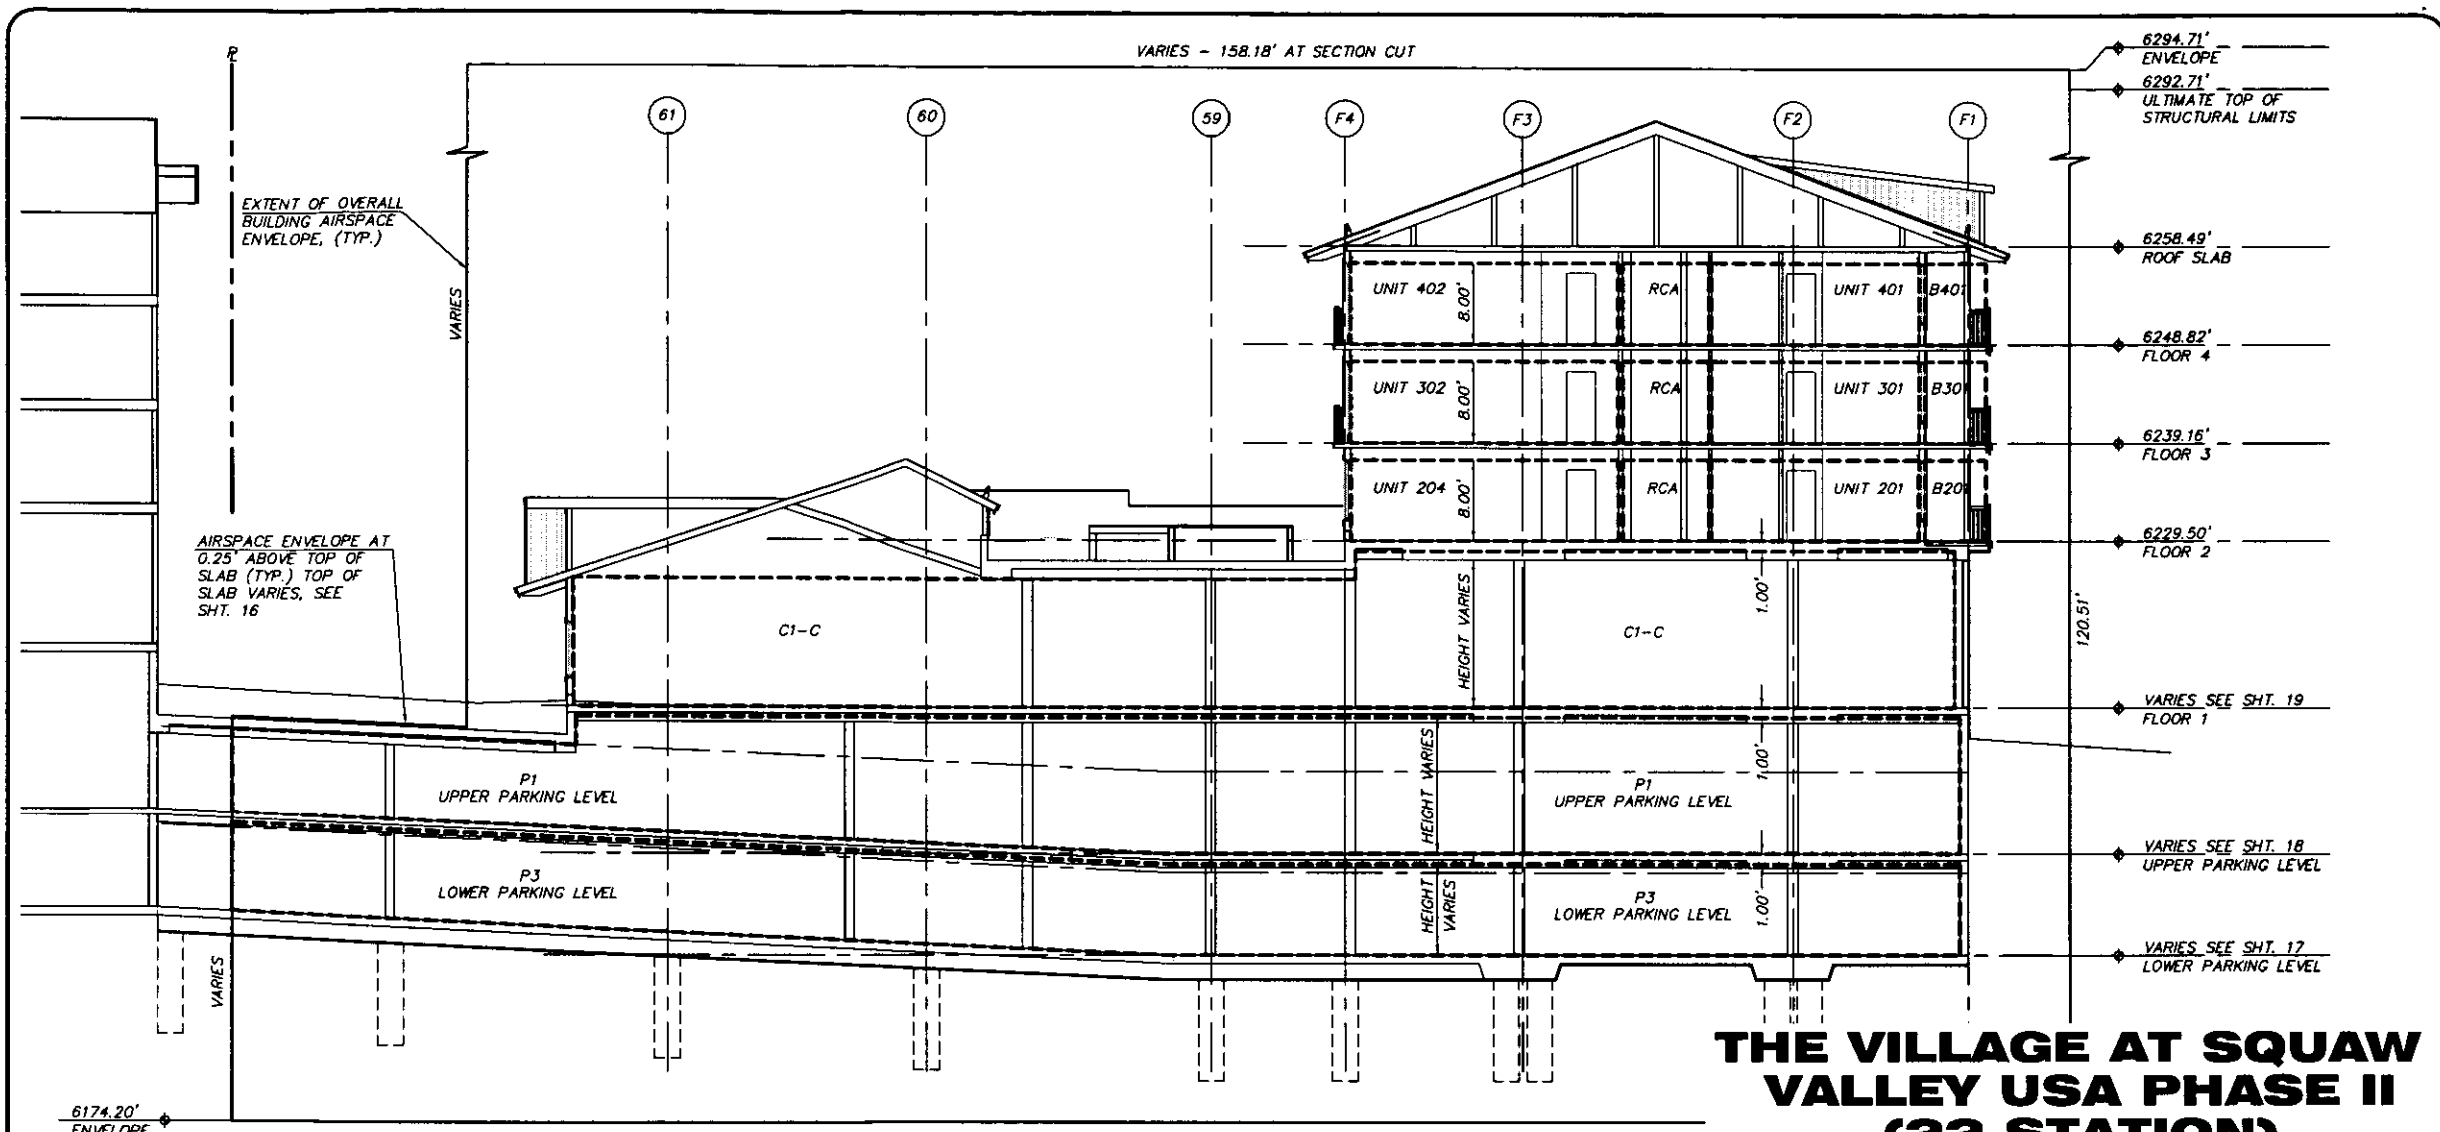 VARIES - 158.18' AT SECTION CUT
6294.71'
ENVELOPE
6292.71'
ULTIMATE TOP OF
STRUCTURAL LIMITS
61
60
59
F4
F3
F2
F1
EXTENT OF OVERALL
BUILDING AIRSPACE
ENVELOPE, (TYP.)
VARIES
6258.49'
ROOF SLAB
UNIT 402
8.00'
RCA
UNIT 401
B401
6248.82'
FLOOR 4
UNIT 302
8.00'
RCA
UNIT 301
B301
6239.16'
FLOOR 3
UNIT 204
8.00'
RCA
UNIT 201
B201
6229.50'
FLOOR 2
AIRSPACE ENVELOPE AT
0.25' ABOVE TOP OF
SLAB (TYP.) TOP OF
SLAB VARIES, SEE
SHT. 16
C1-C
HEIGHT VARIES
C1-C
1.00'
120.51'
VARIES SEE SHT. 19
FLOOR 1
P1
UPPER PARKING LEVEL
HEIGHT VARIES
P1
UPPER PARKING LEVEL
1.00'
VARIES SEE SHT. 18
UPPER PARKING LEVEL
P3
LOWER PARKING LEVEL
HEIGHT
VARIES
P3
LOWER PARKING LEVEL
1.00'
VARIES SEE SHT. 17
LOWER PARKING LEVEL
VARIES
6174.20'
ENVELOPE
THE VILLAGE AT SQUAW
VALLEY USA PHASE II
(22 STATION)